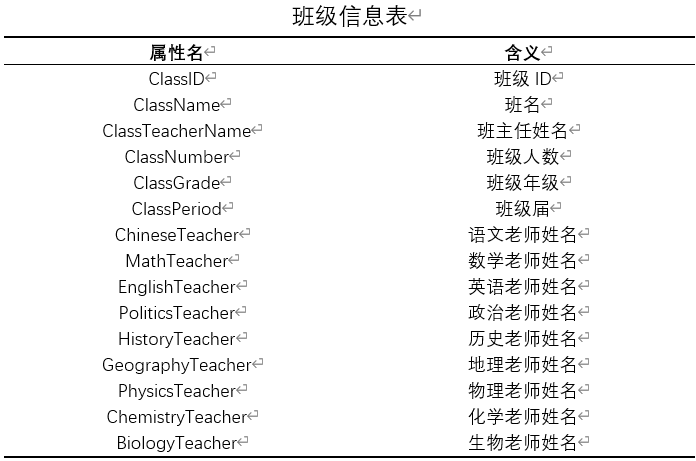 班级信息表
属性名 含义
ClassID 班级 ID
ClassName 班名
ClassTeacherName 班主任姓名
ClassNumber 班级人数
ClassGrade 班级年级
ClassPeriod 班级届
ChineseTeacher 语文老师姓名
MathTeacher 数学老师姓名
EnglishTeacher 英语老师姓名
PoliticsTeacher 政治老师姓名
HistoryTeacher 历史老师姓名
GeographyTeacher 地理老师姓名
PhysicsTeacher 物理老师姓名
ChemistryTeacher 化学老师姓名
BiologyTeacher 生物老师姓名